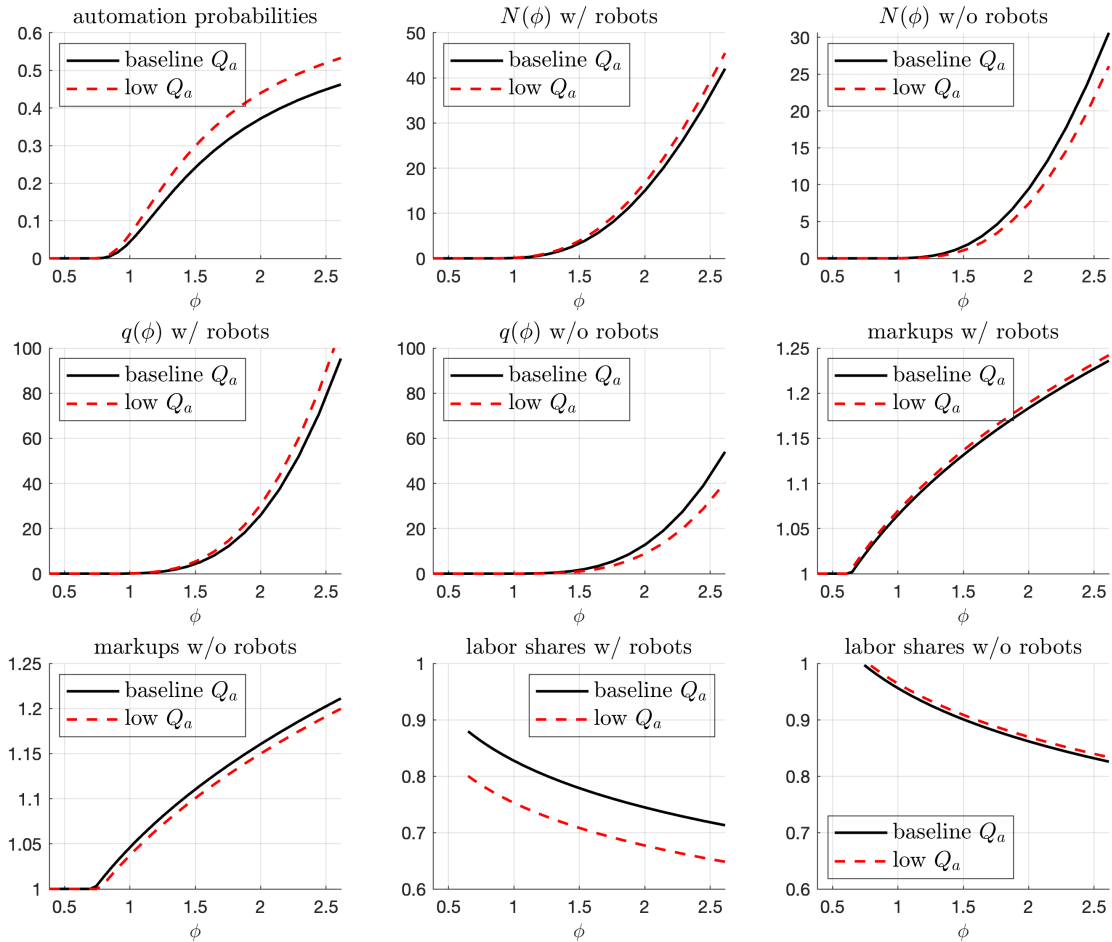 automation probabilities
0.6
0.5
0.4
0.3
0.2
0.1
0
baseline Q_a
low Q_a
0.5 1 1.5 2 2.5
ϕ
N(ϕ) w/ robots
50
40
30
20
10
0
baseline Q_a
low Q_a
0.5 1 1.5 2 2.5
ϕ
N(ϕ) w/o robots
30
25
20
15
10
5
0
baseline Q_a
low Q_a
0.5 1 1.5 2 2.5
ϕ
q(ϕ) w/ robots
100
80
60
40
20
0
baseline Q_a
low Q_a
0.5 1 1.5 2 2.5
ϕ
q(ϕ) w/o robots
100
80
60
40
20
0
baseline Q_a
low Q_a
0.5 1 1.5 2 2.5
ϕ
markups w/ robots
1.25
1.2
1.15
1.1
1.05
1
baseline Q_a
low Q_a
0.5 1 1.5 2 2.5
ϕ
markups w/o robots
1.25
1.2
1.15
1.1
1.05
1
baseline Q_a
low Q_a
0.5 1 1.5 2 2.5
ϕ
labor shares w/ robots
1
0.9
0.8
0.7
0.6
baseline Q_a
low Q_a
0.5 1 1.5 2 2.5
ϕ
labor shares w/o robots
1
0.9
0.8
0.7
0.6
baseline Q_a
low Q_a
0.5 1 1.5 2 2.5
ϕ